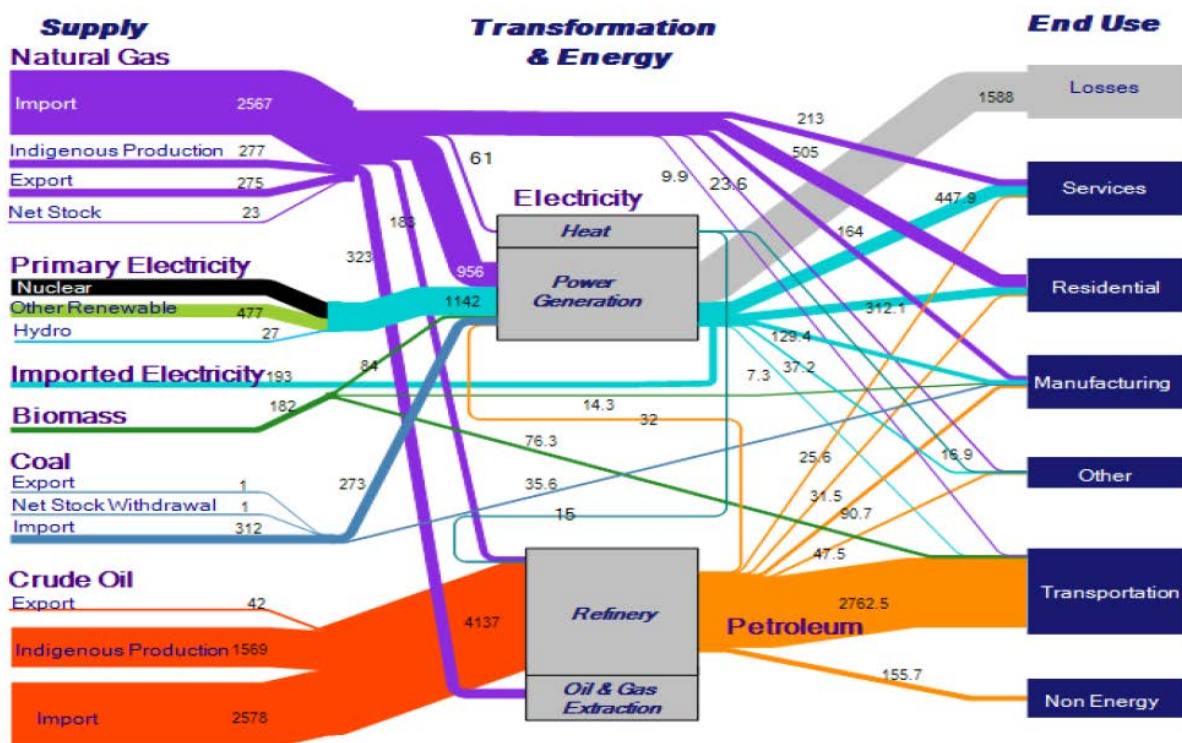 Supply
Transformation
& Energy
End Use
Natural Gas
Import 2567
Indigenous Production 277
Export 275
Net Stock 23
183
323
61
Primary Electricity
Nuclear
Other Renewable 477
Hydro 27
Imported Electricity 193
Biomass
182
84
Coal
Export 1
Net Stock Withdrawal 1
Import 312
273
Crude Oil
Export 42
Indigenous Production 1569
Import 2578
Electricity
Heat
Power
Generation
956
1142
14.3
32
76.3
35.6
15
4137
Refinery
Oil & Gas
Extraction
Petroleum
1588
213
505
9.9
23.6
447.9
164
312.1
129.4
37.2
7.3
16.9
25.6
31.5
90.7
47.5
2762.5
155.7
Losses
Services
Residential
Manufacturing
Other
Transportation
Non Energy